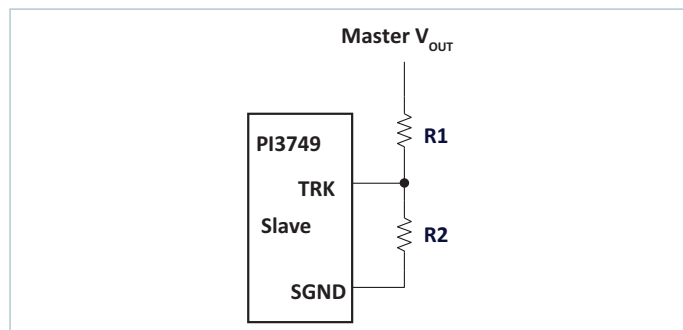 Master VOUT
R1
PI3749
TRK
Slave
R2
SGND